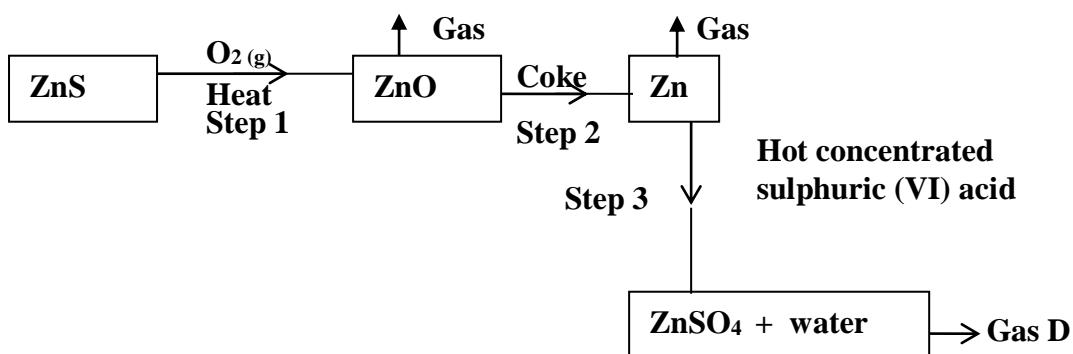 Gas
Gas
O₂ (g)
ZnS
ZnO
Coke
Zn
Heat
Step 1
Step 2
Hot concentrated
sulphuric (VI) acid
Step 3
ZnSO₄ + water
Gas D